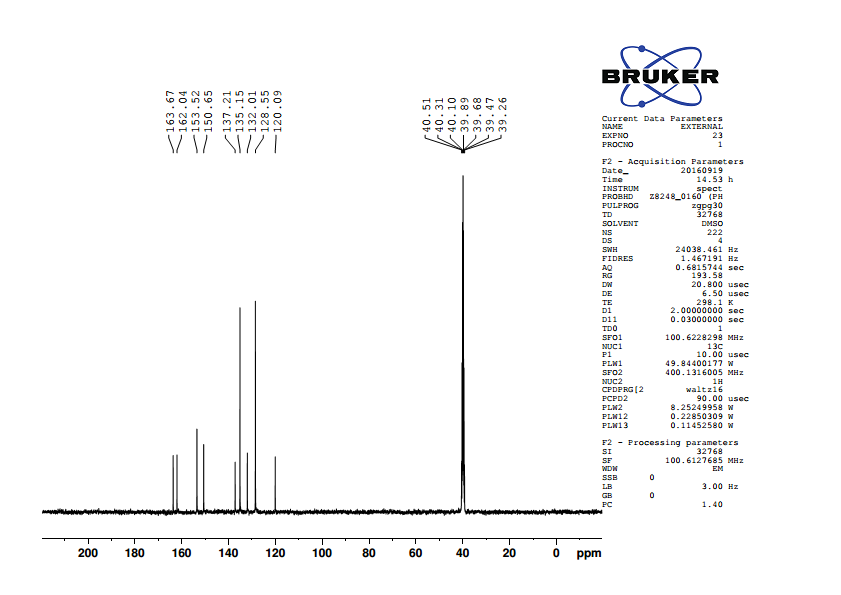 163.67
162.04
153.52
150.65
137.21
135.15
132.01
128.55
120.09
40.51
40.31
40.10
39.89
39.68
39.47
39.26
BRUKER
Current Data Parameters
NAME EXTERNAL
EXPNO 23
PROCNO 1
F2 - Acquisition Parameters
Date_ 20160919
Time 14.53 h
INSTRUM spect
PROBHD Z8248_0160 (PH
PULPROG zgpg30
TD 32768
SOLVENT DMSO
NS 222
DS 4
SWH 24038.461 Hz
FIDRES 1.467191 Hz
AQ 0.6815744 sec
RG 193.58
DW 20.800 usec
DE 6.50 usec
TE 298.1 K
D1 2.00000000 sec
D11 0.03000000 sec
TD0 1
SFO1 100.6228298 MHz
NUC1 13C
P1 10.00 usec
PLW1 49.84400177 W
SFO2 400.1316005 MHz
NUC2 1H
CPDPRG[2 waltz16
PCPD2 90.00 usec
PLW2 8.25249958 W
PLW12 0.22850309 W
PLW13 0.11452580 W
F2 - Processing parameters
SI 32768
SF 100.6127685 MHz
WDW EM
SSB 0
LB 3.00 Hz
GB 0
PC 1.40
200 180 160 140 120 100 80 60 40 20 0 ppm